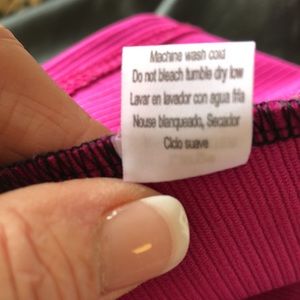 Machine wash cold
Do not bleach tumble dry low
Lavar en lavador con agua fria
Nouse blanqueado, Secador
Ciclo suave